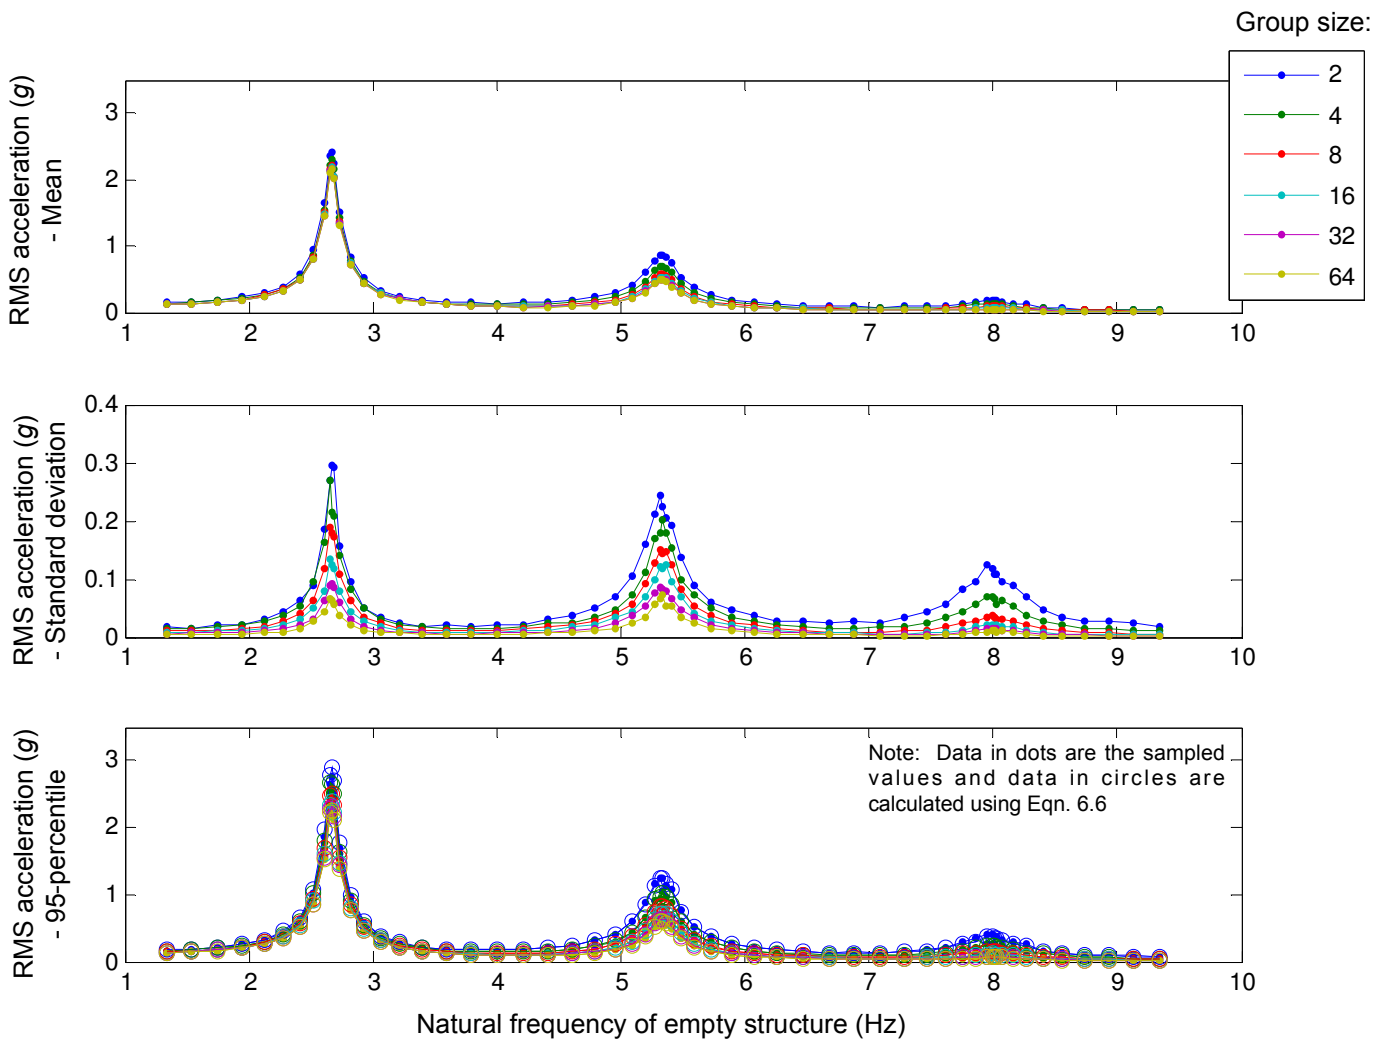 Group size:
2
4
8
16
32
64
RMS acceleration (g)
- Mean
3
2
1
0
1 2 3 4 5 6 7 8 9 10
RMS acceleration (g)
- Standard deviation
0.4
0.3
0.2
0.1
0
1 2 3 4 5 6 7 8 9 10
RMS acceleration (g)
- 95-percentile
3
2
1
0
Note: Data in dots are the sampled
values and data in circles are
calculated using Eqn. 6.6
1 2 3 4 5 6 7 8 9 10
Natural frequency of empty structure (Hz)